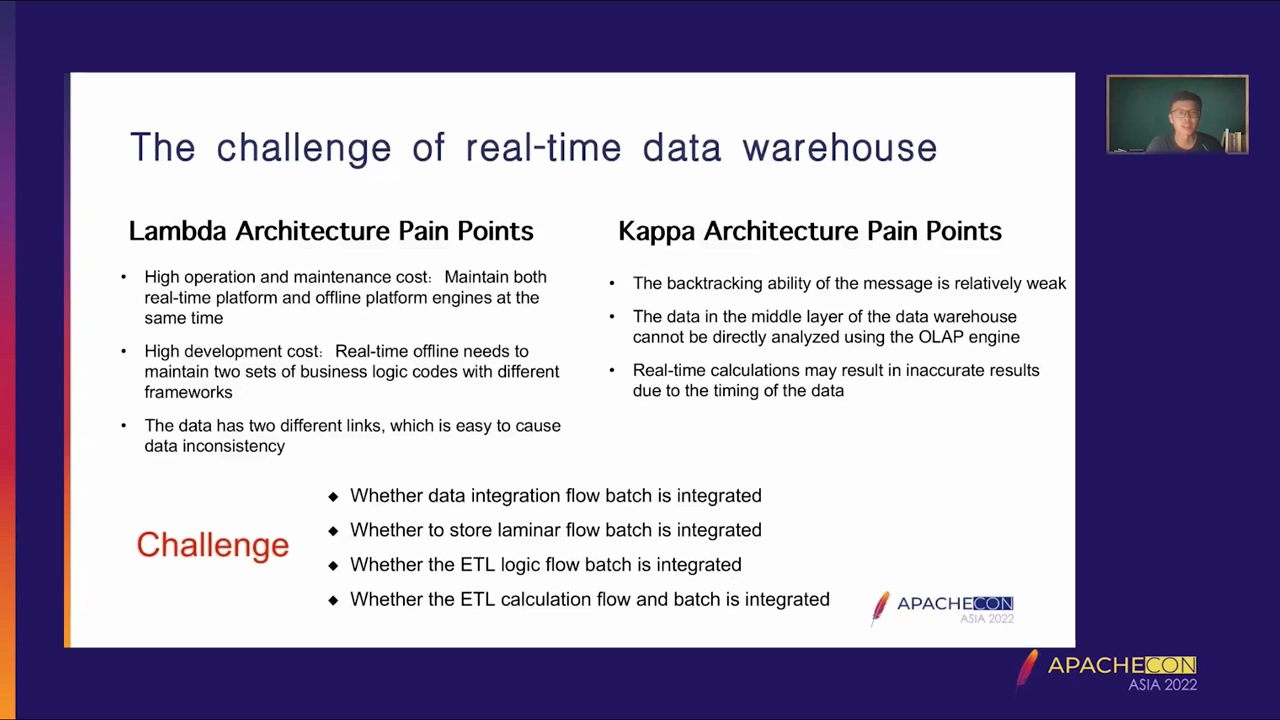 The challenge of real-time data warehouse
Lambda Architecture Pain Points
• High operation and maintenance cost: Maintain both
real-time platform and offline platform engines at the
same time
• High development cost: Real-time offline needs to
maintain two sets of business logic codes with different
frameworks
• The data has two different links, which is easy to cause
data inconsistency
Kappa Architecture Pain Points
• The backtracking ability of the message is relatively weak
• The data in the middle layer of the data warehouse
cannot be directly analyzed using the OLAP engine
• Real-time calculations may result in inaccurate results
due to the timing of the data
Challenge
◆ Whether data integration flow batch is integrated
◆ Whether to store laminar flow batch is integrated
◆ Whether the ETL logic flow batch is integrated
◆ Whether the ETL calculation flow and batch is integrated
APACHECON
ASIA 2022
APACHECON
ASIA 2022